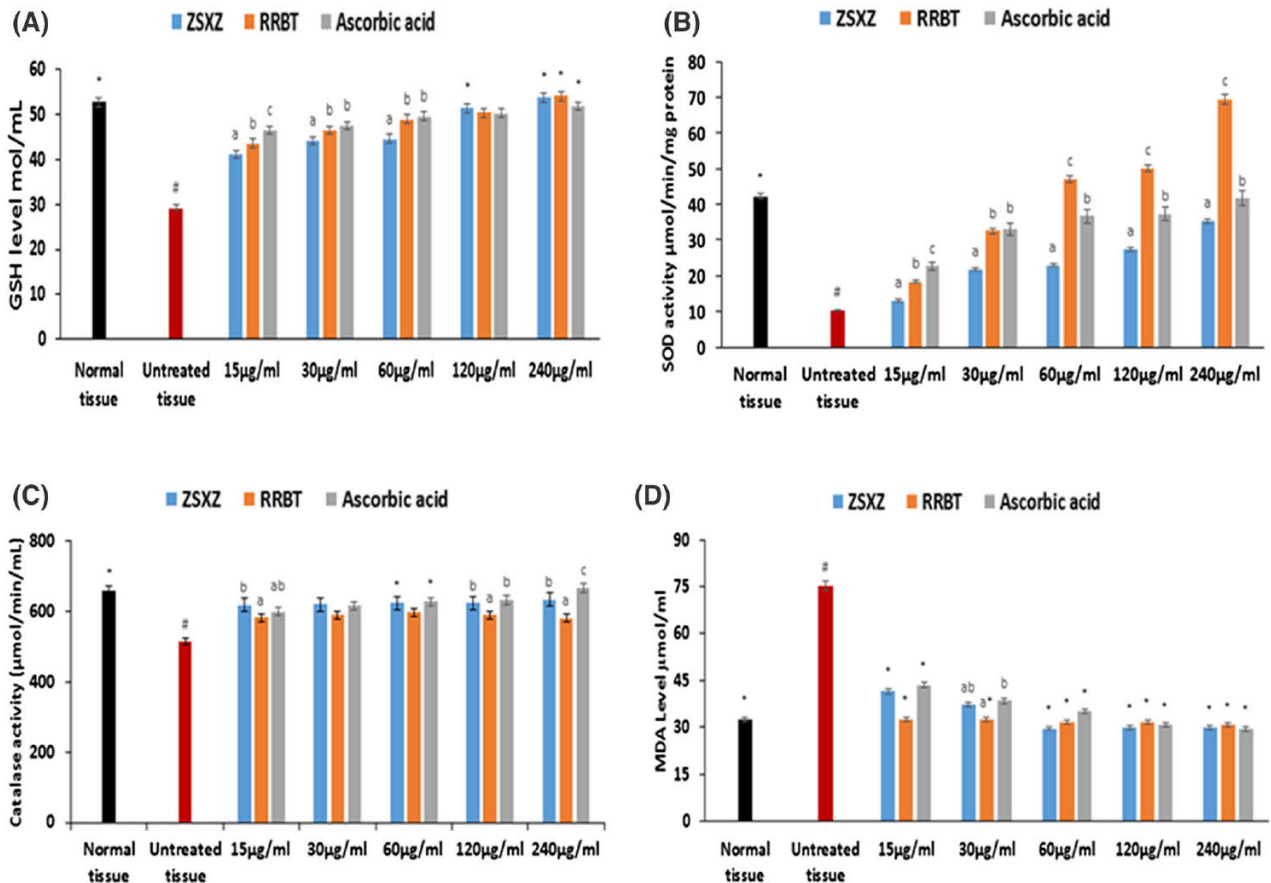 (A)
ZSXZ RRBT Ascorbic acid
GSH level mol/mL
60
50
40
30
20
10
0
* # a b c a b b a b b * * * *
Normal tissue Untreated tissue 15µg/ml 30µg/ml 60µg/ml 120µg/ml 240µg/ml
(B)
ZSXZ RRBT Ascorbic acid
SOD activity µmol/min/mg protein
80
70
60
50
40
30
20
10
0
* # a b c a b b a c b a c b a c b
Normal tissue Untreated tissue 15µg/ml 30µg/ml 60µg/ml 120µg/ml 240µg/ml
(C)
ZSXZ RRBT Ascorbic acid
Catalase activity (µmol/min/mL)
800
600
400
200
0
* # b a ab * * b a b b a c
Normal tissue Untreated tissue 15µg/ml 30µg/ml 60µg/ml 120µg/ml 240µg/ml
(D)
ZSXZ RRBT Ascorbic acid
MDA Level µmol/ml
90
75
60
45
30
15
0
* # * * * ab a* b * * * * * * * * *
Normal tissue Untreated tissue 15µg/ml 30µg/ml 60µg/ml 120µg/ml 240µg/ml